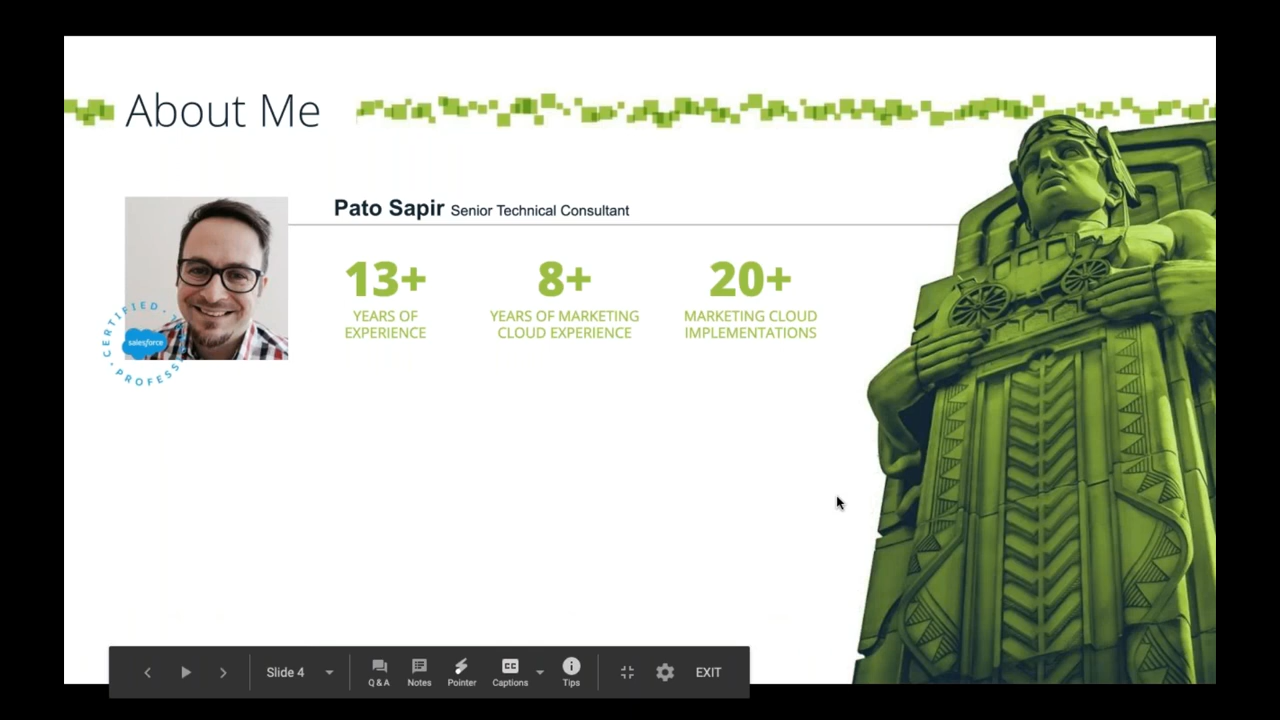 About Me
Pato Sapir Senior Technical Consultant
13+
YEARS OF
EXPERIENCE
8+
YEARS OF MARKETING
CLOUD EXPERIENCE
20+
MARKETING CLOUD
IMPLEMENTATIONS
CERTIFIED
salesforce
Slide 4
Q&A
Notes
Pointer
CC
Captions
Tips
EXIT